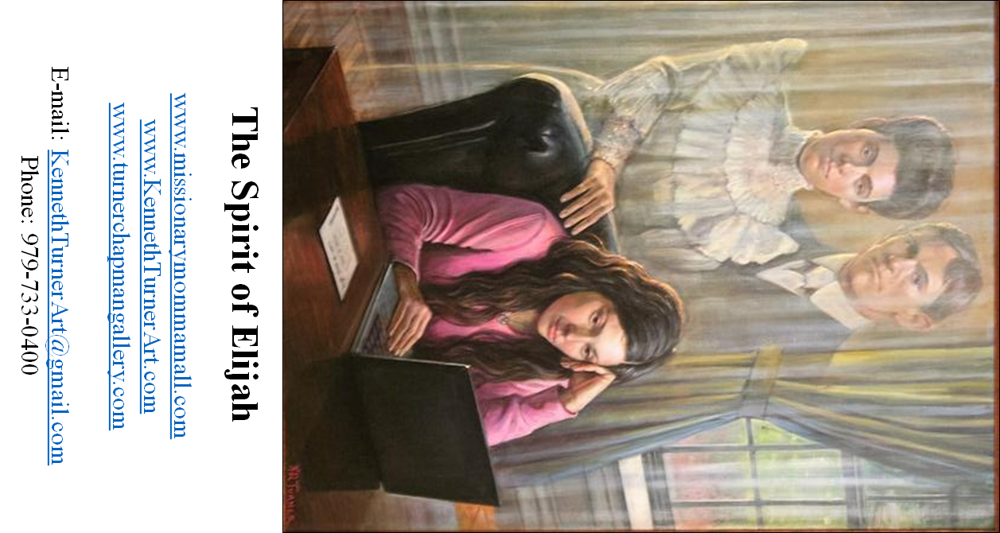 The Spirit of Elijah
www.missionarymommamall.com
www.KennethTurnerArt.com
www.turnerchapmangallery.com
E-mail: KennethTurnerArt@gmail.com
Phone: 979-733-0400